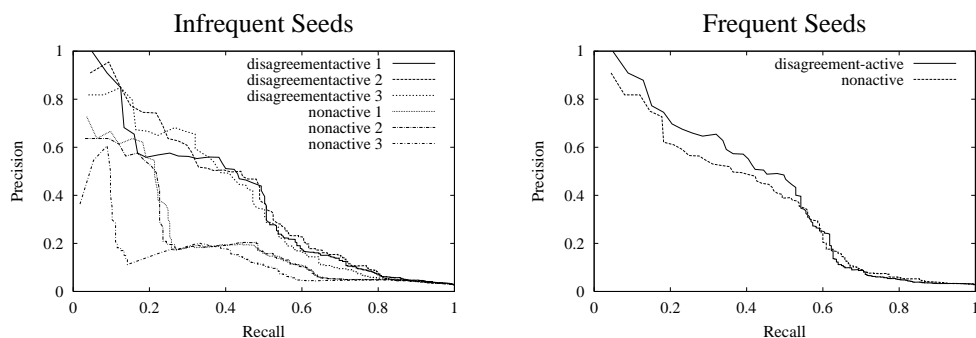 Infrequent Seeds
1
0.8
0.6
0.4
0.2
0
Precision
disagreementactive 1
disagreementactive 2
disagreementactive 3
nonactive 1
nonactive 2
nonactive 3
0 0.2 0.4 0.6 0.8 1
Recall
Frequent Seeds
1
0.8
0.6
0.4
0.2
0
Precision
disagreement-active
nonactive
0 0.2 0.4 0.6 0.8 1
Recall